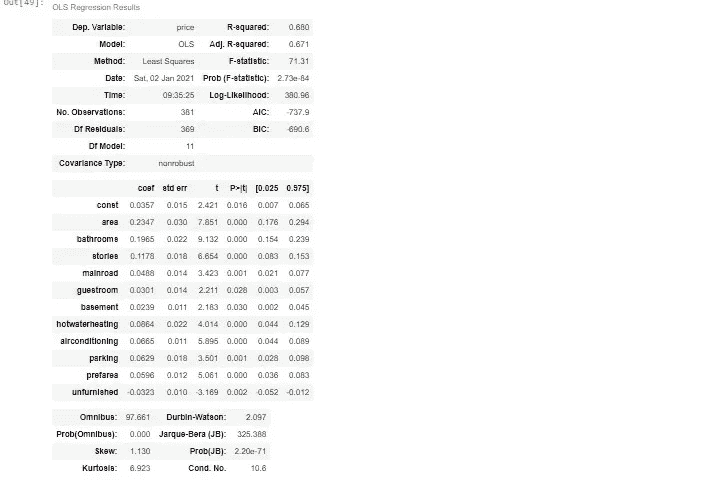 Out[49]:
OLS Regression Results
Dep. Variable: price R-squared: 0.680
Model: OLS Adj. R-squared: 0.671
Method: Least Squares F-statistic: 71.31
Date: Sat, 02 Jan 2021 Prob (F-statistic): 2.73e-84
Time: 09:35:25 Log-Likelihood: 380.96
No. Observations: 381 AIC: -737.9
Df Residuals: 369 BIC: -690.6
Df Model: 11
Covariance Type: nonrobust
coef std err t P>|t| [0.025 0.975]
const 0.0357 0.015 2.421 0.016 0.007 0.065
area 0.2347 0.030 7.851 0.000 0.176 0.294
bathrooms 0.1965 0.022 9.132 0.000 0.154 0.239
stories 0.1178 0.018 6.654 0.000 0.083 0.153
mainroad 0.0488 0.014 3.423 0.001 0.021 0.077
guestroom 0.0301 0.014 2.211 0.028 0.003 0.057
basement 0.0239 0.011 2.183 0.030 0.002 0.045
hotwaterheating 0.0864 0.022 4.014 0.000 0.044 0.129
airconditioning 0.0665 0.011 5.895 0.000 0.044 0.089
parking 0.0629 0.018 3.501 0.001 0.028 0.098
prefarea 0.0596 0.012 5.061 0.000 0.036 0.083
unfurnished -0.0323 0.010 -3.169 0.002 -0.052 -0.012
Omnibus: 97.661 Durbin-Watson: 2.097
Prob(Omnibus): 0.000 Jarque-Bera (JB): 325.388
Skew: 1.130 Prob(JB): 2.20e-71
Kurtosis: 6.923 Cond. No. 10.6